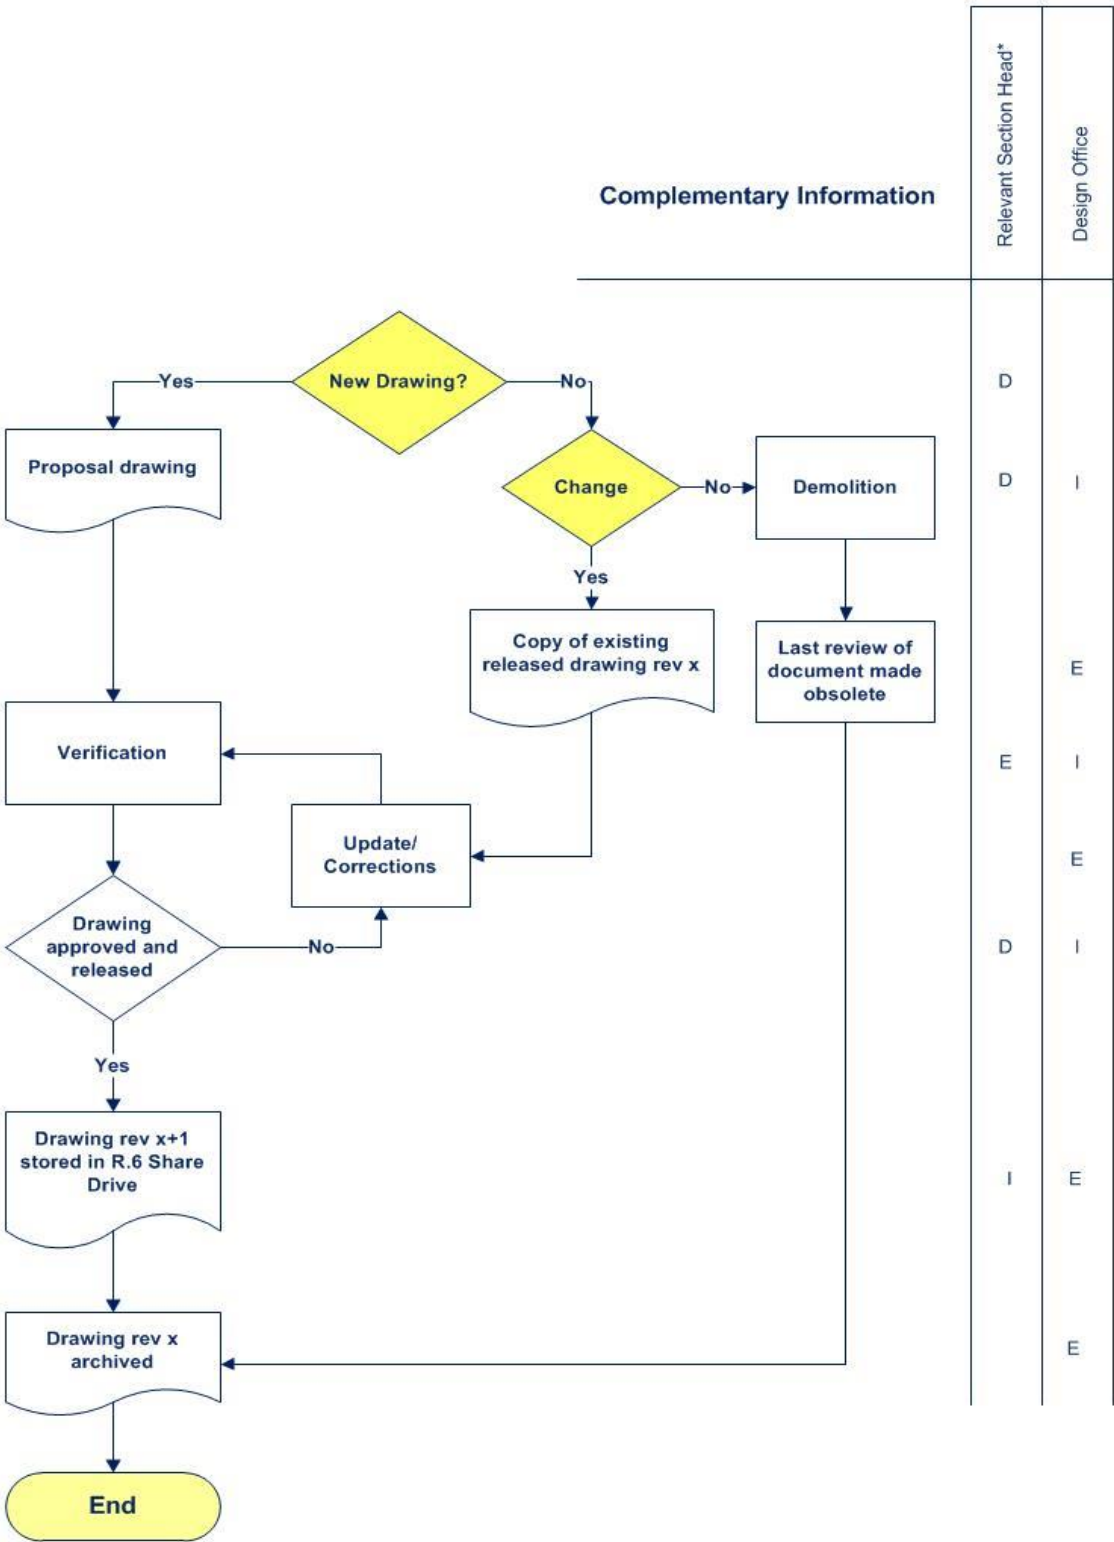 Relevant Section Head*
Design Office
Complementary Information
New Drawing?
Yes
No
D
Proposal drawing
Change
No
Demolition
D
I
Yes
Copy of existing
released drawing rev x
Last review of
document made
obsolete
E
Verification
E
I
Update/
Corrections
E
Drawing
approved and
released
No
D
I
Yes
Drawing rev x+1
stored in R.6 Share
Drive
I
E
Drawing rev x
archived
E
End